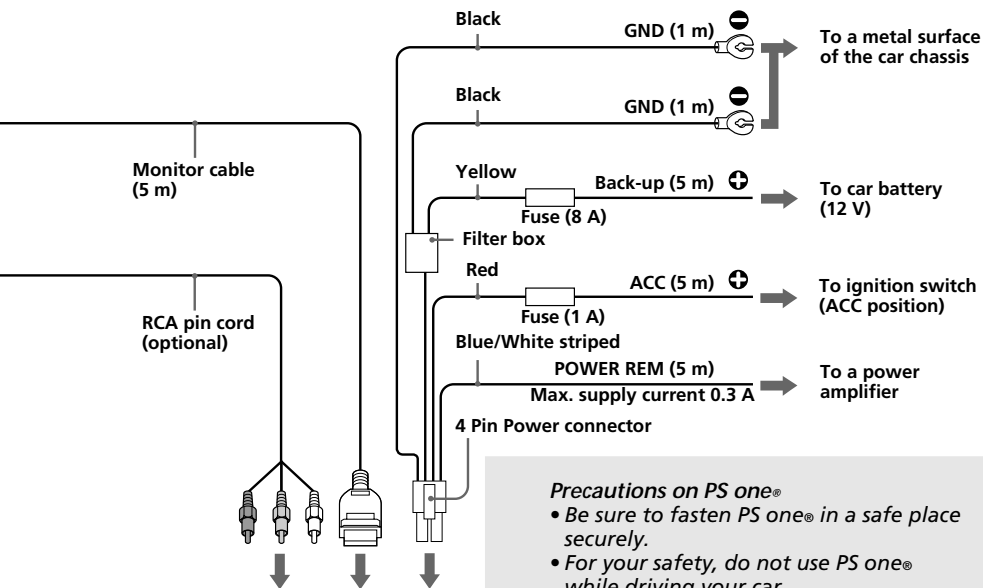 Black
GND (1 m)
To a metal surface
of the car chassis
Black
GND (1 m)
Monitor cable
(5 m)
Yellow
Back-up (5 m)
To car battery
(12 V)
Fuse (8 A)
Filter box
Red
ACC (5 m)
To ignition switch
(ACC position)
Fuse (1 A)
RCA pin cord
(optional)
Blue/White striped
POWER REM (5 m)
Max. supply current 0.3 A
To a power
amplifier
4 Pin Power connector
Precautions on PS one®
• Be sure to fasten PS one® in a safe place
securely.
• For your safety, do not use PS one®
while driving your car.